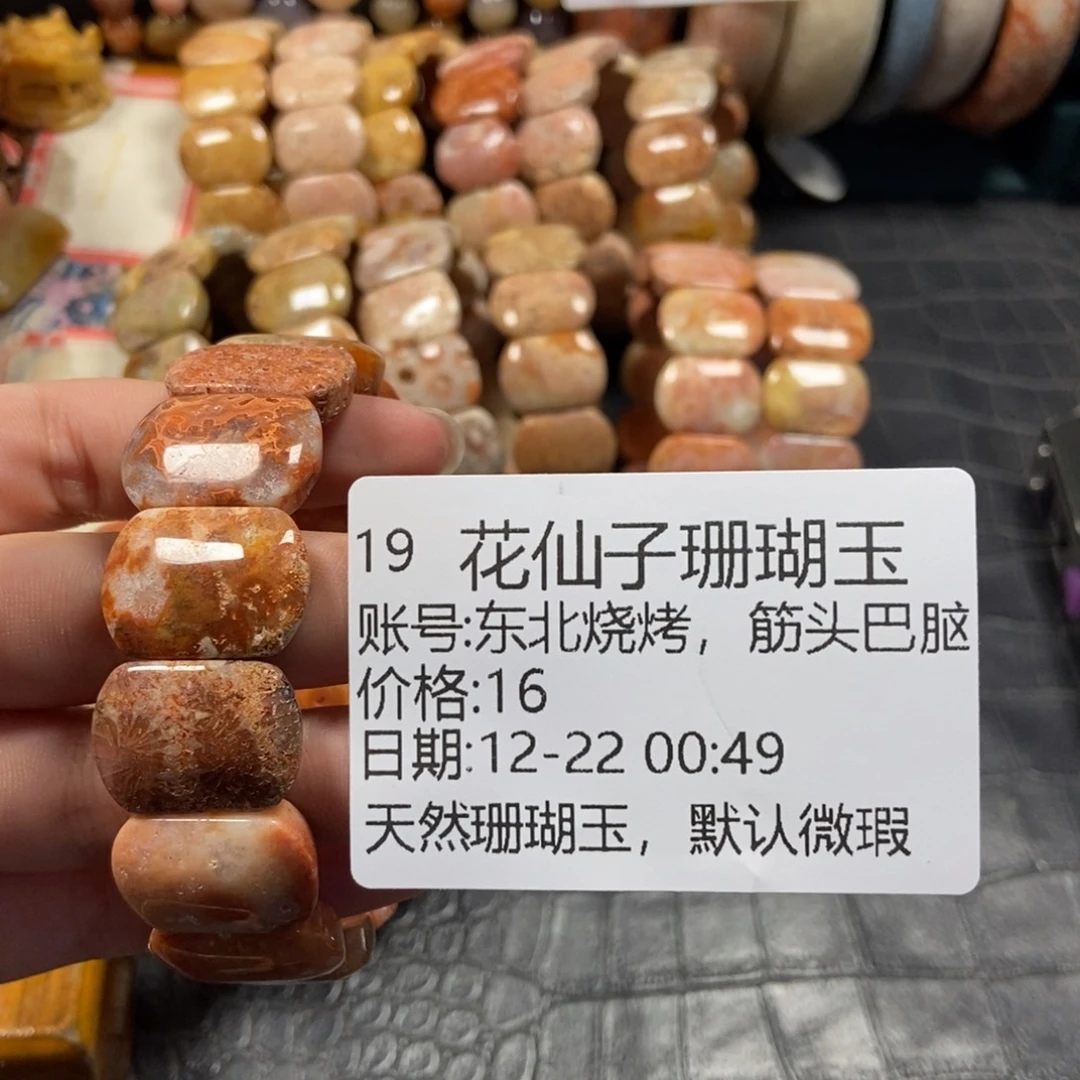 19 花仙子珊瑚玉
账号:东北烧烤，筋头巴脑
价格:16
日期:12-22 00:49
天然珊瑚玉，默认微瑕